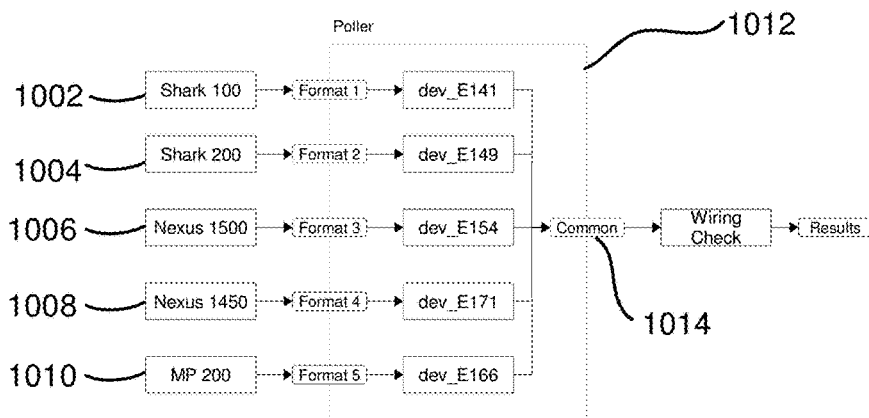 Poller
1012
1002
Shark 100
Format 1
dev_E141
1004
Shark 200
Format 2
dev_E149
1006
Nexus 1500
Format 3
dev_E154
Common
Wiring
Check
Results
1008
Nexus 1450
Format 4
dev_E171
1014
1010
MP 200
Format 5
dev_E166